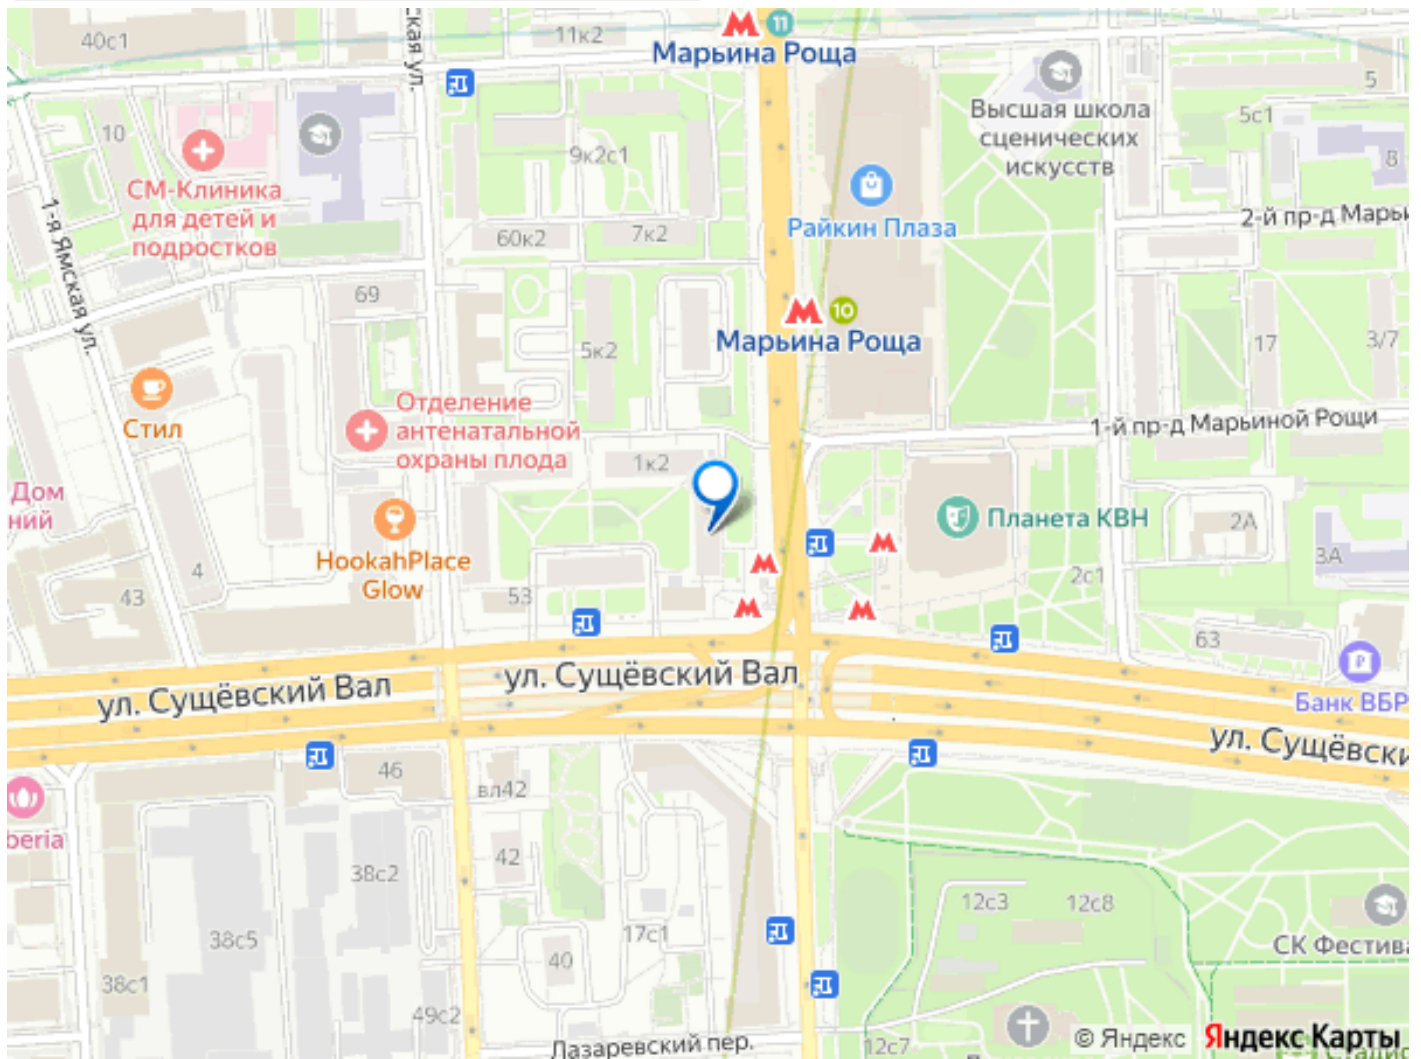 40с1
ская ул.
11к2
11
Марьина Роща
Высшая школа
сценических
искусств
5
5с1
8
10
9к2с1
СМ-Клиника
для детей и
подростков
1-я Ямская ул.
60к2
7к2
Райкин Плаза
2-й пр-д Марьи
69
10
Марьина Роща
5к2
17
3/7
Стил
Отделение
антенатальной
охраны плода
1-й пр-д Марьиной Рощи
1к2
Дом
ний
HookahPlace
Glow
Планета КВН
2А
3А
2с1
4
43
53
63
Банк ВБР
ул. Сущёвский Вал
ул. Сущёвский Вал
ул. Сущёвски
46
вл42
beria
42
38с2
12с3
12с8
38с5
17с1
СК Фестива
40
38с1
49с2
Лазаревский пер.
12с7
© Яндекс Яндекс Карты